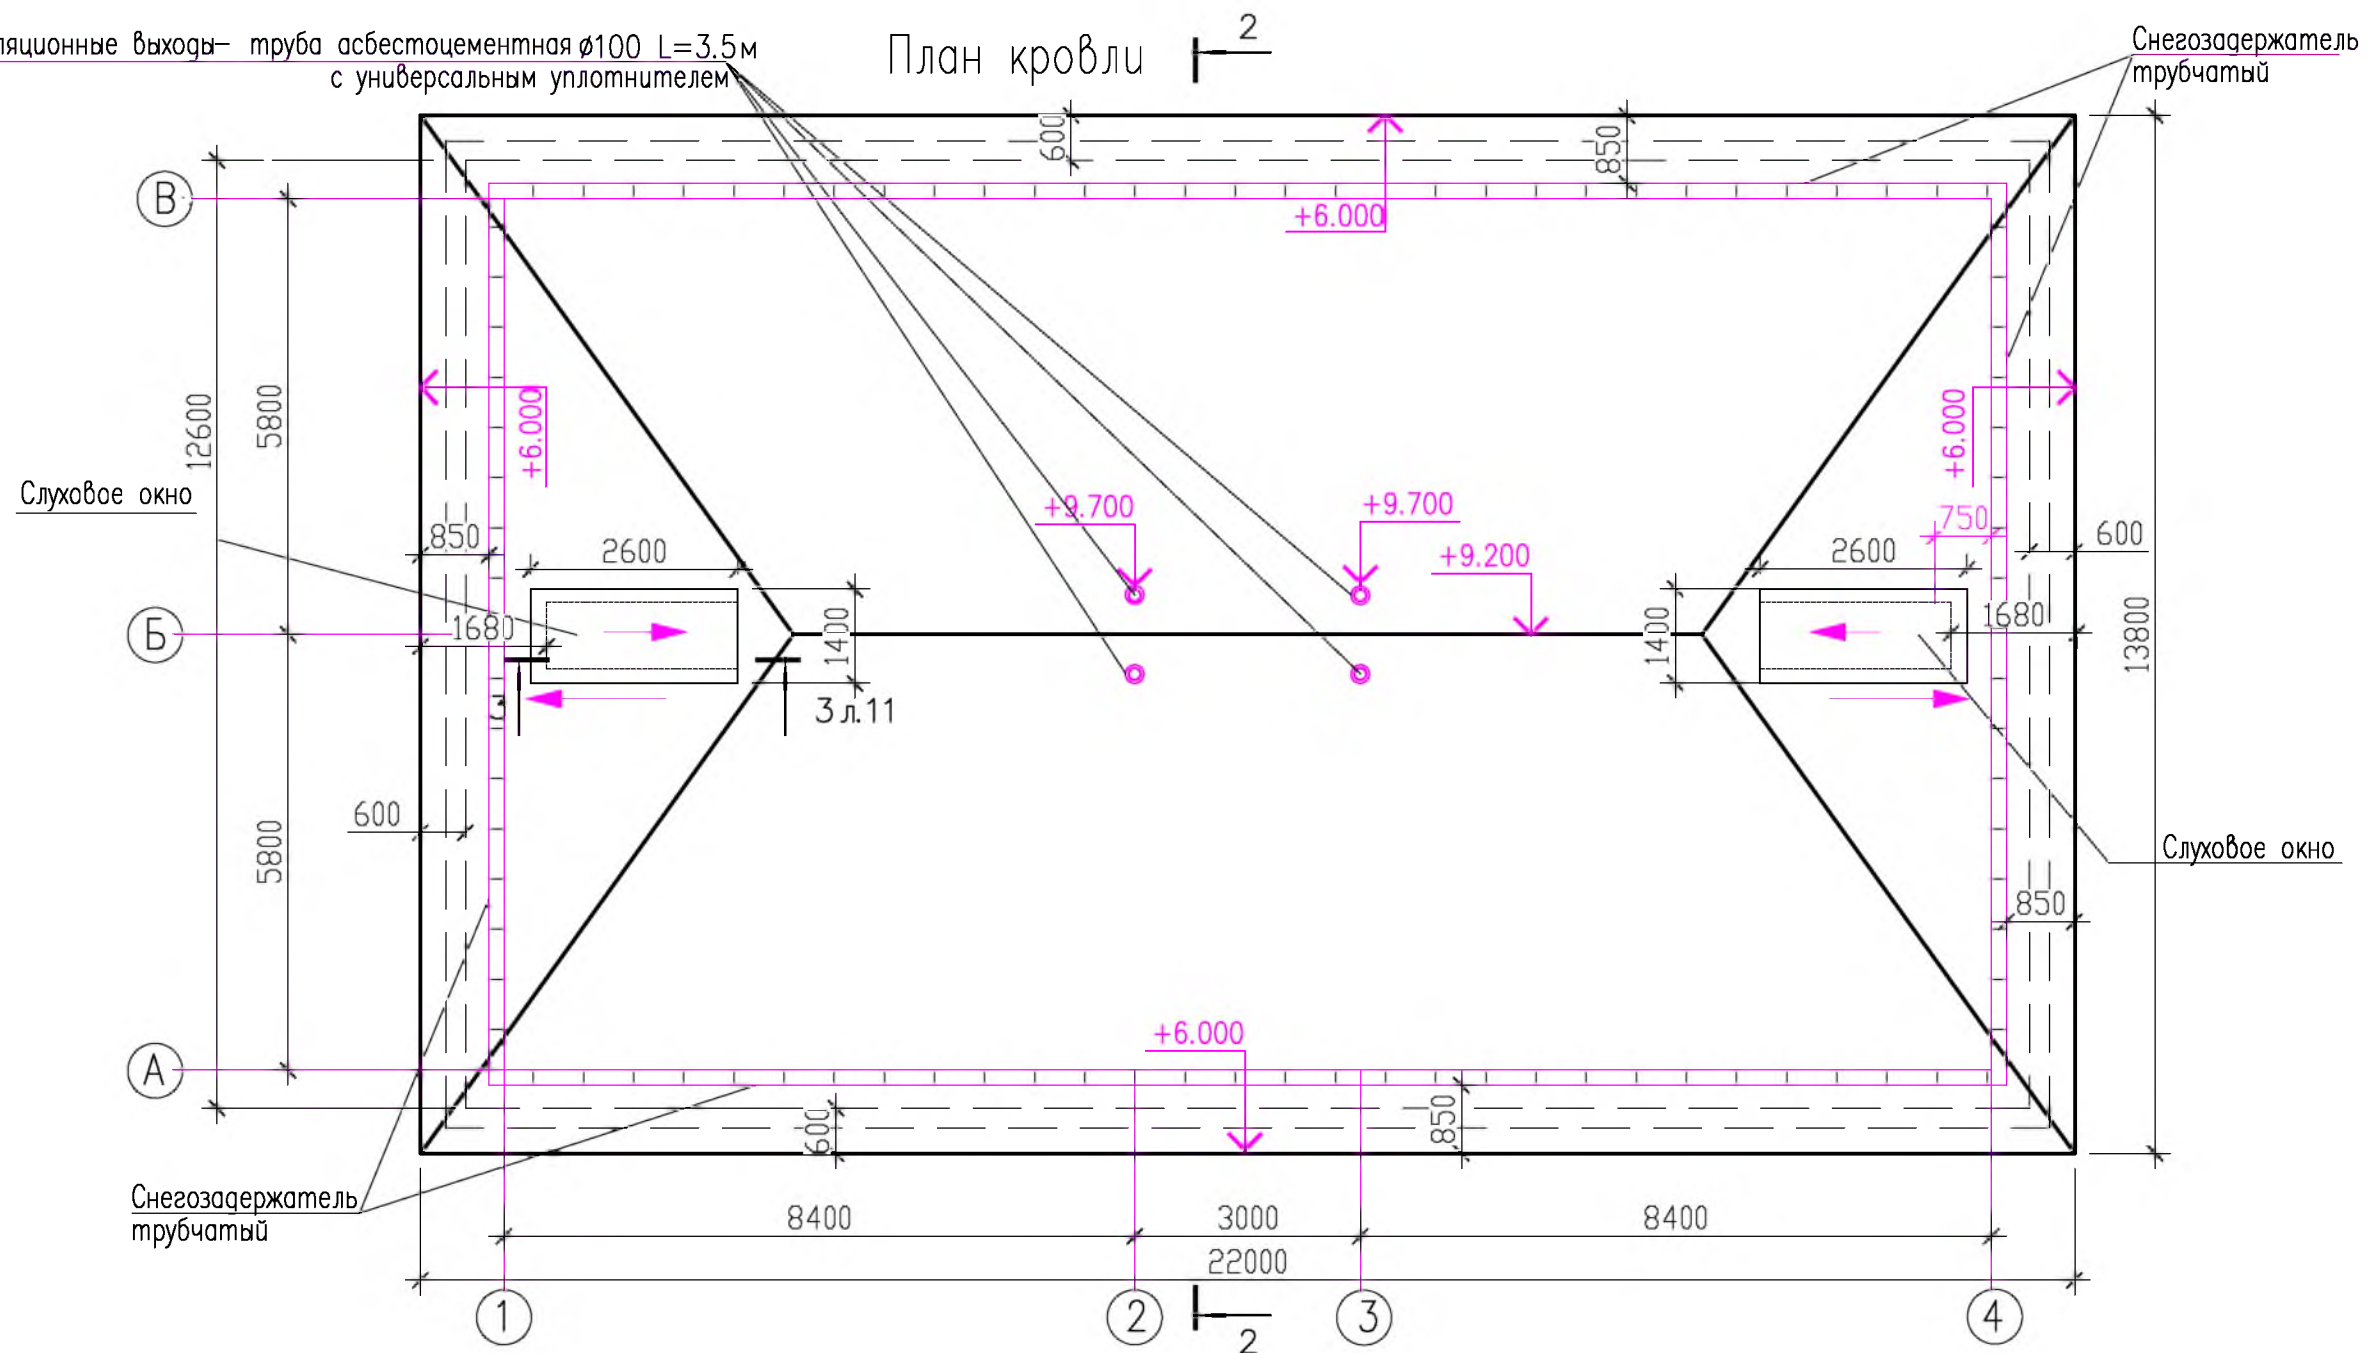 ляционные выходы– труба асбестоцементная ø100 L=3.5м
с универсальным уплотнителем
План кровли
2
Снегозадержатель
трубчатый
600
850
В
+6.000
12600
5800
+6.000
+6.000
Слуховое окно
850
2600
+9.700
+9.700
+9.200
750
600
2600
Б
1680
1400
1400
1680
13800
3
3 л.11
600
5800
Слуховое окно
850
А
+6.000
600
850
Снегозадержатель
трубчатый
8400
3000
8400
22000
1
2
3
4
2